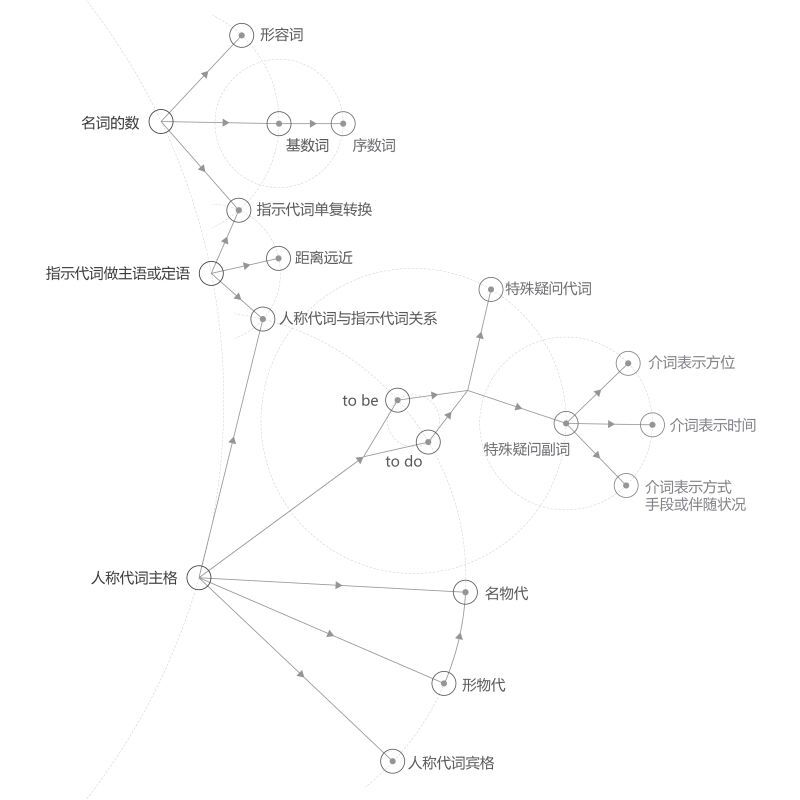 形容词
名词的数
基数词
序数词
指示代词单复转换
距离远近
指示代词做主语或定语
特殊疑问代词
人称代词与指示代词关系
介词表示方位
to be
介词表示时间
特殊疑问副词
to do
介词表示方式
手段或伴随状况
人称代词主格
名物代
形物代
人称代词宾格